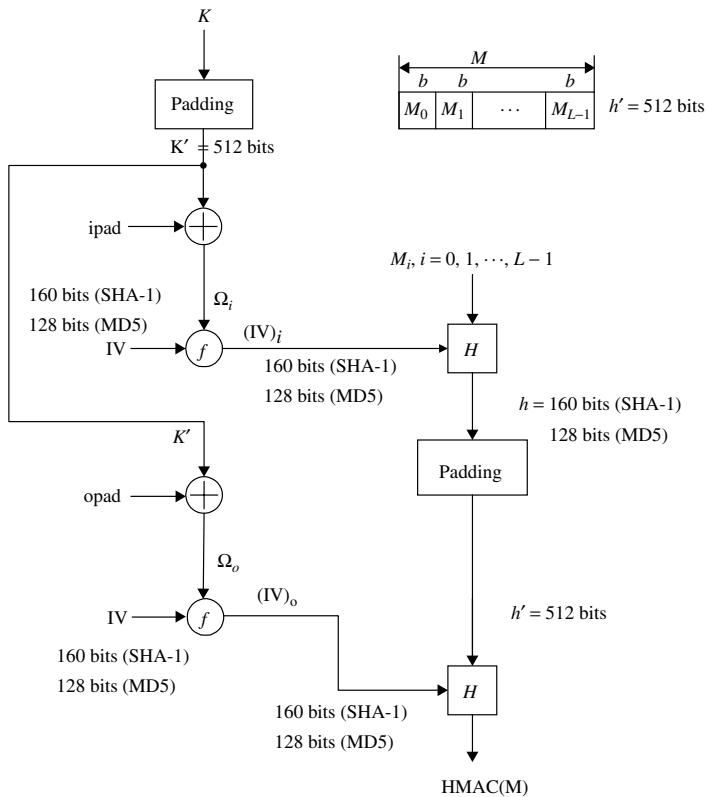 K
Padding
K′ = 512 bits
M
b b b
M0 M1 ⋯ ML−1
h′ = 512 bits
ipad
Mi, i = 0, 1, ⋯, L − 1
160 bits (SHA-1)
128 bits (MD5)
Ωi
IV
f
(IV)i
160 bits (SHA-1)
128 bits (MD5)
H
h = 160 bits (SHA-1)
128 bits (MD5)
Padding
K′
opad
Ωo
IV
f
(IV)o
160 bits (SHA-1)
128 bits (MD5)
h′ = 512 bits
160 bits (SHA-1)
128 bits (MD5)
H
HMAC(M)